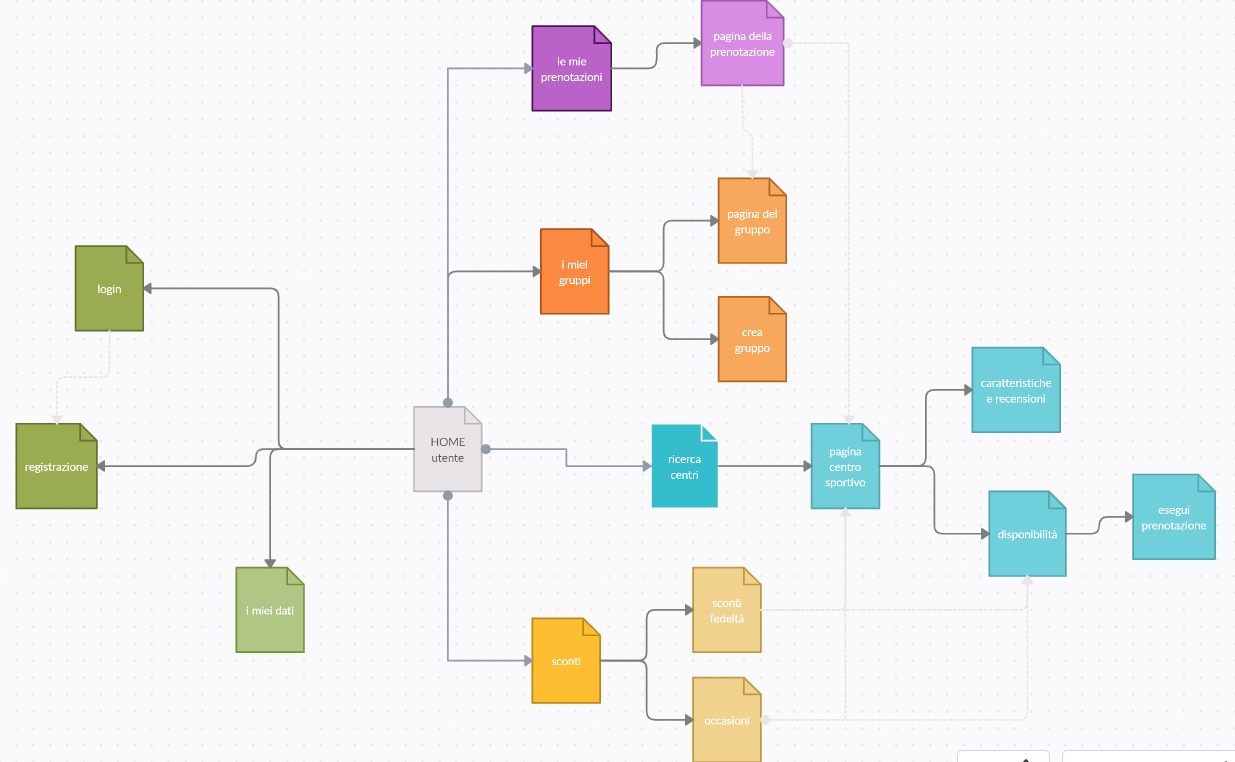 pagina della
prenotazione
le mie
prenotazioni
pagina del
gruppo
i miei
gruppi
login
crea
gruppo
caratteristiche
e recensioni
HOME
utente
ricerca
centri
pagina
centro
sportivo
registrazione
esegui
prenotazione
disponibilità
i miei dati
sconti
fedeltà
sconti
occasioni